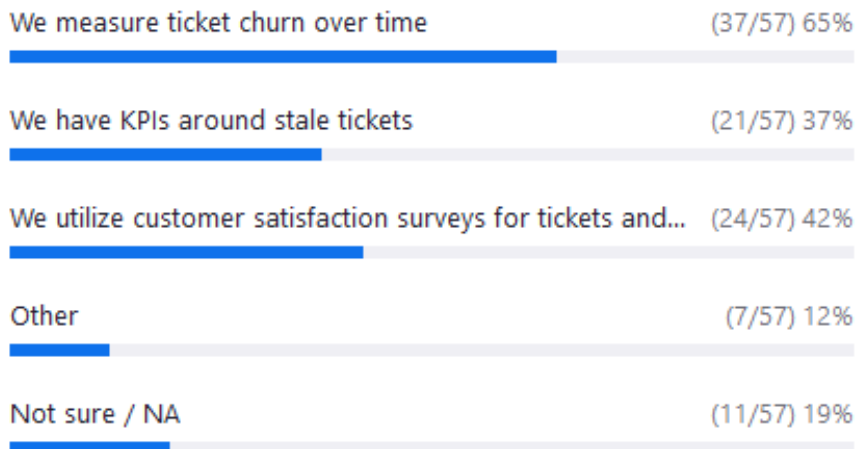 We measure ticket churn over time (37/57) 65%
We have KPIs around stale tickets (21/57) 37%
We utilize customer satisfaction surveys for tickets and... (24/57) 42%
Other (7/57) 12%
Not sure / NA (11/57) 19%